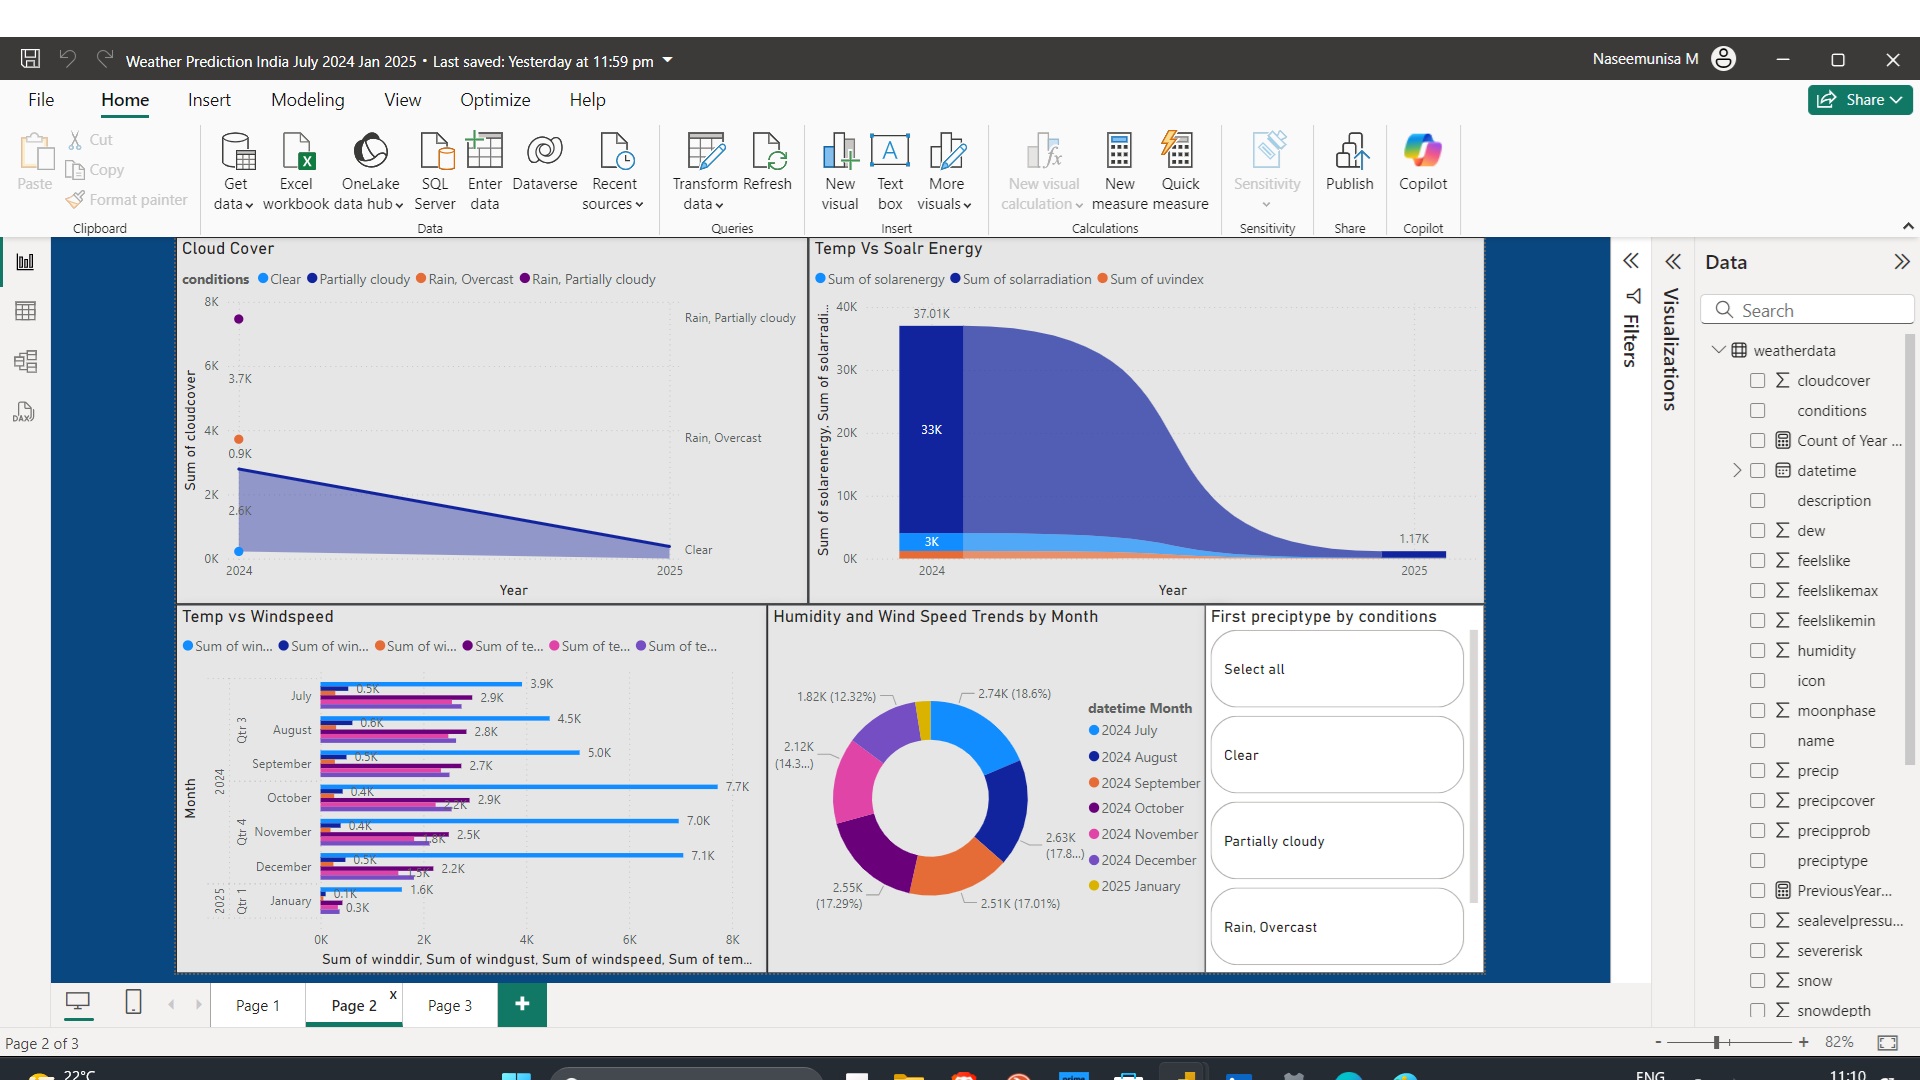 Weather Prediction India July 2024 Jan 2025 • Last saved: Yesterday at 11:59 pm
Naseemunisa M
File Home Insert Modeling View Optimize Help
Share
Paste
Cut
Copy
Format painter
Clipboard
Get data
Excel workbook
OneLake data hub
SQL Server
Enter data
Dataverse
Recent sources
Data
Transform data
Refresh
Queries
New visual
Text box
More visuals
Insert
New visual calculation
New measure
Quick measure
Calculations
Sensitivity
Sensitivity
Publish
Share
Copilot
Copilot
DAX
Cloud Cover
conditions Clear Partially cloudy Rain, Overcast Rain, Partially cloudy
Sum of cloudcover
8K
6K
4K
2K
0K
3.7K
0.9K
2.6K
Rain, Partially cloudy
Rain, Overcast
Clear
2024 2025
Year
Temp Vs Soalr Energy
Sum of solarenergy Sum of solarradiation Sum of uvindex
Sum of solarenergy, Sum of solarradi...
40K
30K
20K
10K
0K
37.01K
33K
3K
1.17K
2024 2025
Year
Temp vs Windspeed
Sum of win... Sum of win... Sum of wi... Sum of te... Sum of te... Sum of te...
Month
2024
Qtr 3
Qtr 4
2025
Qtr 1
July 3.9K 0.5K 2.9K
August 4.5K 0.6K 2.8K
September 5.0K 0.5K 2.7K
October 7.7K 0.4K 2.9K 2.2K
November 7.0K 0.4K 2.5K 1.8K
December 7.1K 0.5K 2.2K 1.5K
January 1.6K 0.1K 0.3K
0K 2K 4K 6K 8K
Sum of winddir, Sum of windgust, Sum of windspeed, Sum of tem...
Humidity and Wind Speed Trends by Month
1.82K (12.32%)
2.74K (18.6%)
2.12K
(14.3...)
2.63K
(17.8...)
2.55K
(17.29%)
2.51K (17.01%)
datetime Month
2024 July
2024 August
2024 September
2024 October
2024 November
2024 December
2025 January
First preciptype by conditions
Select all
Clear
Partially cloudy
Rain, Overcast
Filters
Visualizations
Data
Search
weatherdata
cloudcover
conditions
Count of Year ...
datetime
description
dew
feelslike
feelslikemax
feelslikemin
humidity
icon
moonphase
name
precip
precipcover
precipprob
preciptype
PreviousYear...
sealevelpressu...
severerisk
snow
snowdepth
Page 1 Page 2 x Page 3 +
Page 2 of 3
- + 82%
22°C
ENG
11:10